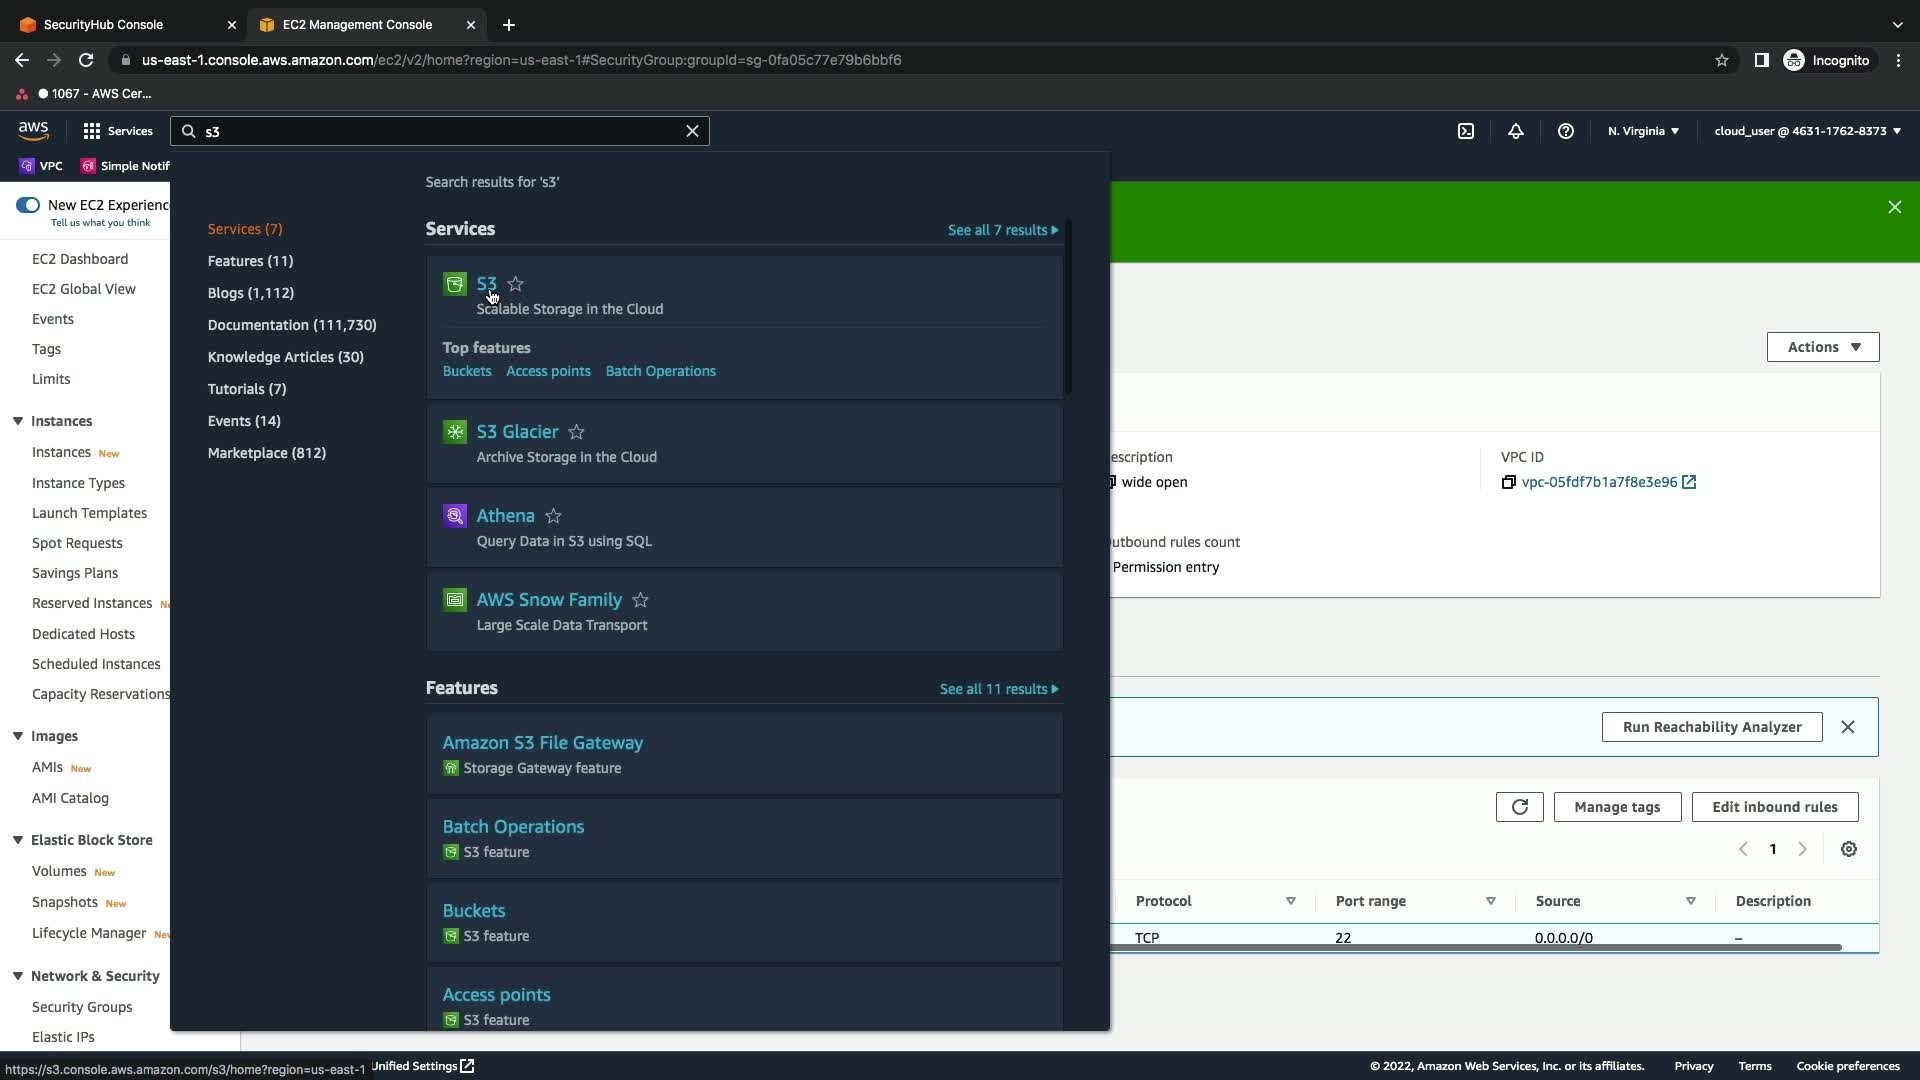 SecurityHub Console
EC2 Management Console
us-east-1.console.aws.amazon.com/ec2/v2/home?region=us-east-1#SecurityGroup:groupId=sg-0fa05c77e79b6bbf6
Incognito
1067 - AWS Cer...
aws
Services
s3
N. Virginia
cloud_user @ 4631-1762-8373
VPC
Simple Notif
New EC2 Experienc
Tell us what you think
EC2 Dashboard
EC2 Global View
Events
Tags
Limits
Instances
Instances New
Instance Types
Launch Templates
Spot Requests
Savings Plans
Reserved Instances
Dedicated Hosts
Scheduled Instances
Capacity Reservations
Images
AMIs New
AMI Catalog
Elastic Block Store
Volumes New
Snapshots New
Lifecycle Manager New
Network & Security
Security Groups
Elastic IPs
Search results for 's3'
Services (7)
Features (11)
Blogs (1,112)
Documentation (111,730)
Knowledge Articles (30)
Tutorials (7)
Events (14)
Marketplace (812)
Services
See all 7 results
S3
Scalable Storage in the Cloud
Top features
Buckets Access points Batch Operations
S3 Glacier
Archive Storage in the Cloud
Athena
Query Data in S3 using SQL
AWS Snow Family
Large Scale Data Transport
Features
See all 11 results
Amazon S3 File Gateway
Storage Gateway feature
Batch Operations
S3 feature
Buckets
S3 feature
Access points
S3 feature
Actions
escription
wide open
VPC ID
vpc-05fdf7b1a7f8e3e96
utbound rules count
Permission entry
Run Reachability Analyzer
Manage tags
Edit inbound rules
1
Protocol
Port range
Source
Description
TCP
22
0.0.0.0/0
–
https://s3.console.aws.amazon.com/s3/home?region=us-east-1
Unified Settings
© 2022, Amazon Web Services, Inc. or its affiliates.
Privacy
Terms
Cookie preferences